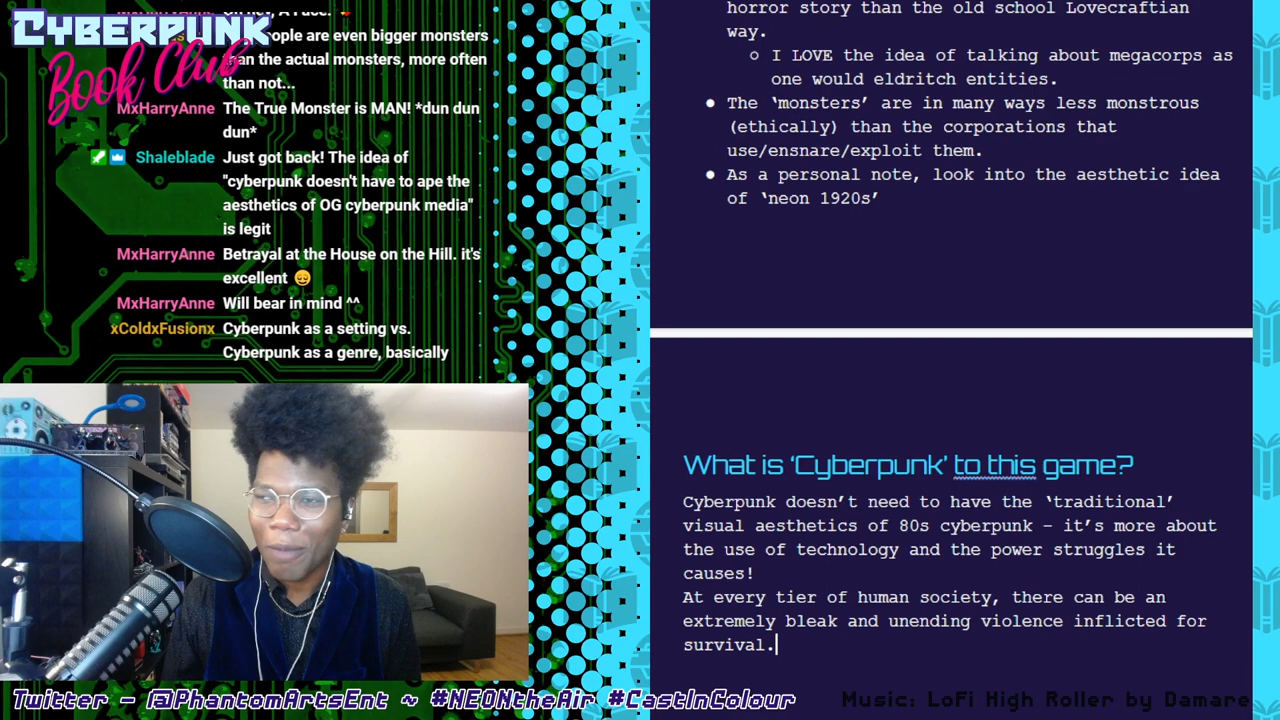 CYBERPUNK
Book Club
MxHarryAnne
people are even bigger monsters
than the actual monsters, more often
than not...
MxHarryAnne The True Monster is MAN! *dun dun
dun*
Shaleblade Just got back! The idea of
"cyberpunk doesn't have to ape the
aesthetics of OG cyberpunk media"
is legit
MxHarryAnne Betrayal at the House on the Hill. it's
excellent 😌
MxHarryAnne Will bear in mind ^^
xColdxFusionx Cyberpunk as a setting vs.
Cyberpunk as a genre, basically
horror story than the old school Lovecraftian
way.
○ I LOVE the idea of talking about megacorps as
one would eldritch entities.
● The ‘monsters’ are in many ways less monstrous
(ethically) than the corporations that
use/ensnare/exploit them.
● As a personal note, look into the aesthetic idea
of ‘neon 1920s’
What is ‘Cyberpunk’ to this game?
Cyberpunk doesn’t need to have the ‘traditional’
visual aesthetics of 80s cyberpunk – it’s more about
the use of technology and the power struggles it
causes!
At every tier of human society, there can be an
extremely bleak and unending violence inflicted for
survival.
Twitter - @PhantomArtsEnt ~ #NEONtheAir #CastInColour
Music: LoFi High Roller by Damare